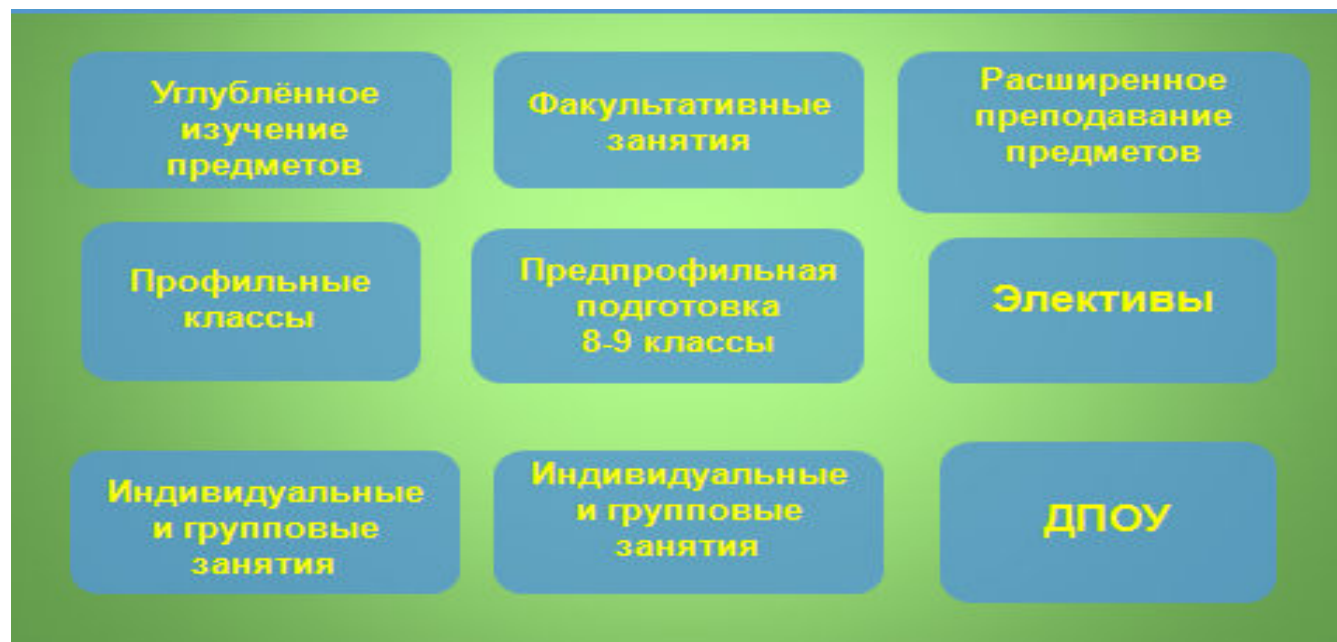 Углублённое
изучение
предметов
Факультативные
занятия
Расширенное
преподавание
предметов
Профильные
классы
Предпрофильная
подготовка
8-9 классы
Элективы
Индивидуальные
и групповые
занятия
Индивидуальные
и групповые
занятия
ДПОУ